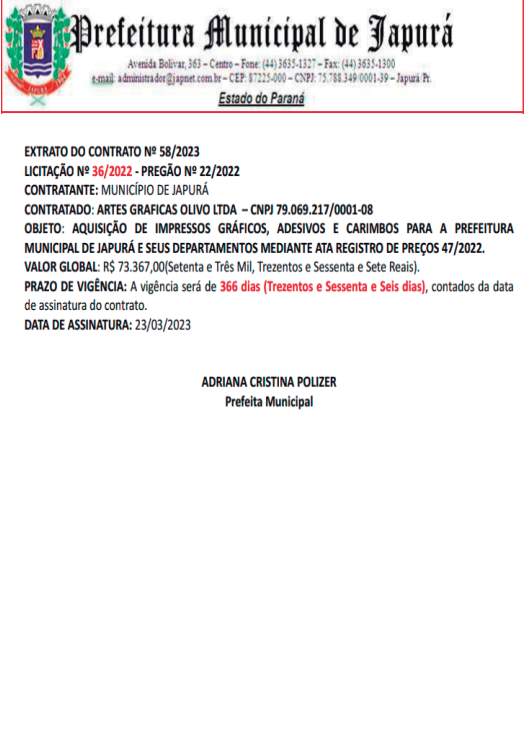 Prefeitura Municipal de Japurá
Avenida Bolívar, 363 – Centro – Fone: (44) 3635-1327 – Fax: (44) 3635-1300
e-mail: administrador@japnet.com.br – CEP: 87225-000 – CNPJ: 75.788.349/0001-39 – Japurá/Pr.
Estado do Paraná
JAPURÁ
EXTRATO DO CONTRATO Nº 58/2023
LICITAÇÃO Nº 36/2022 - PREGÃO Nº 22/2022
CONTRATANTE: MUNICÍPIO DE JAPURÁ
CONTRATADO: ARTES GRAFICAS OLIVO LTDA – CNPJ 79.069.217/0001-08
OBJETO: AQUISIÇÃO DE IMPRESSOS GRÁFICOS, ADESIVOS E CARIMBOS PARA A PREFEITURA
MUNICIPAL DE JAPURÁ E SEUS DEPARTAMENTOS MEDIANTE ATA REGISTRO DE PREÇOS 47/2022.
VALOR GLOBAL: R$ 73.367,00(Setenta e Três Mil, Trezentos e Sessenta e Sete Reais).
PRAZO DE VIGÊNCIA: A vigência será de 366 dias (Trezentos e Sessenta e Seis dias), contados da data
de assinatura do contrato.
DATA DE ASSINATURA: 23/03/2023
ADRIANA CRISTINA POLIZER
Prefeita Municipal